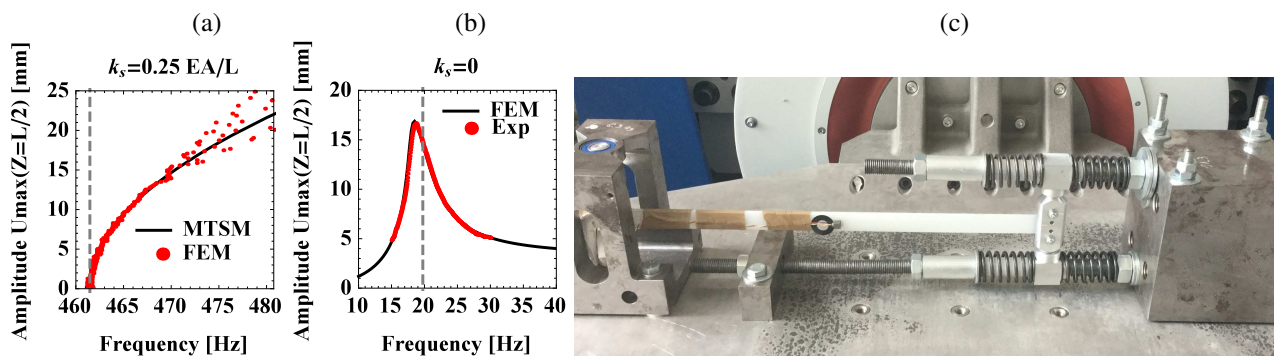 (a)
(b)
(c)
k_s=0.25 EA/L
Amplitude Umax(Z=L/2) [mm]
25
20
15
10
5
0
MTSM
FEM
460 465 470 475 480
Frequency [Hz]
k_s=0
Amplitude Umax(Z=L/2) [mm]
20
15
10
5
0
FEM
Exp
10 15 20 25 30 35 40
Frequency [Hz]